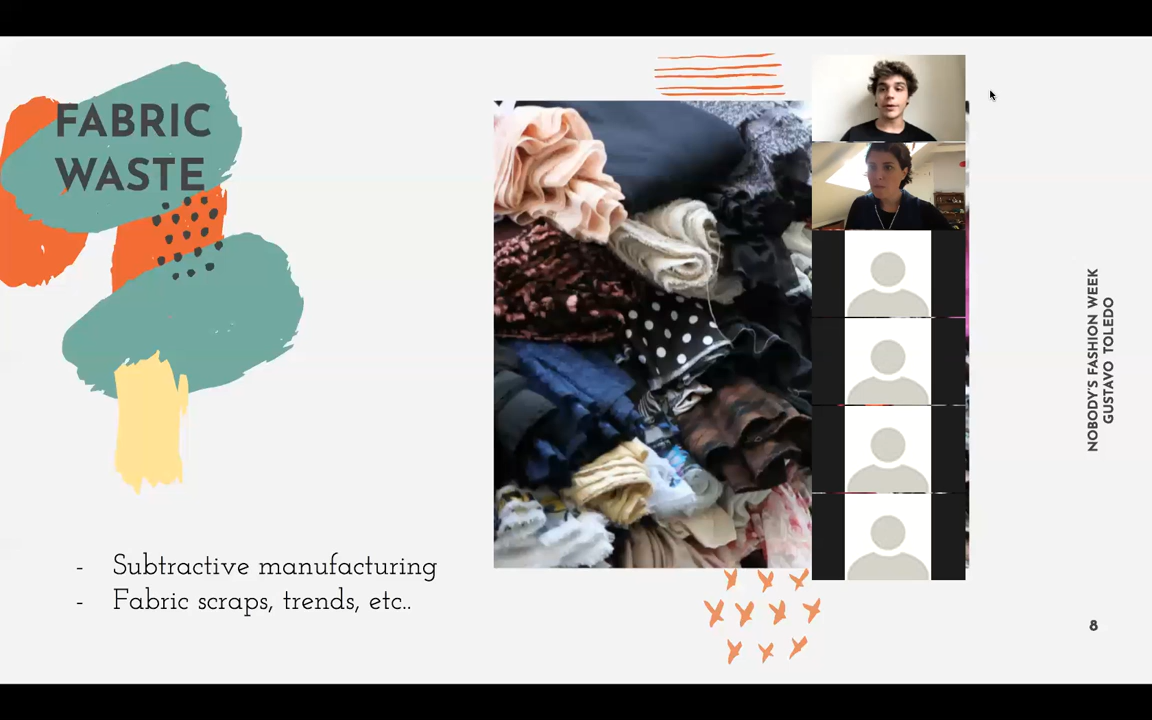 FABRIC
WASTE
- Subtractive manufacturing
- Fabric scraps, trends, etc..
NOBODY'S FASHION WEEK
GUSTAVO TOLEDO
8